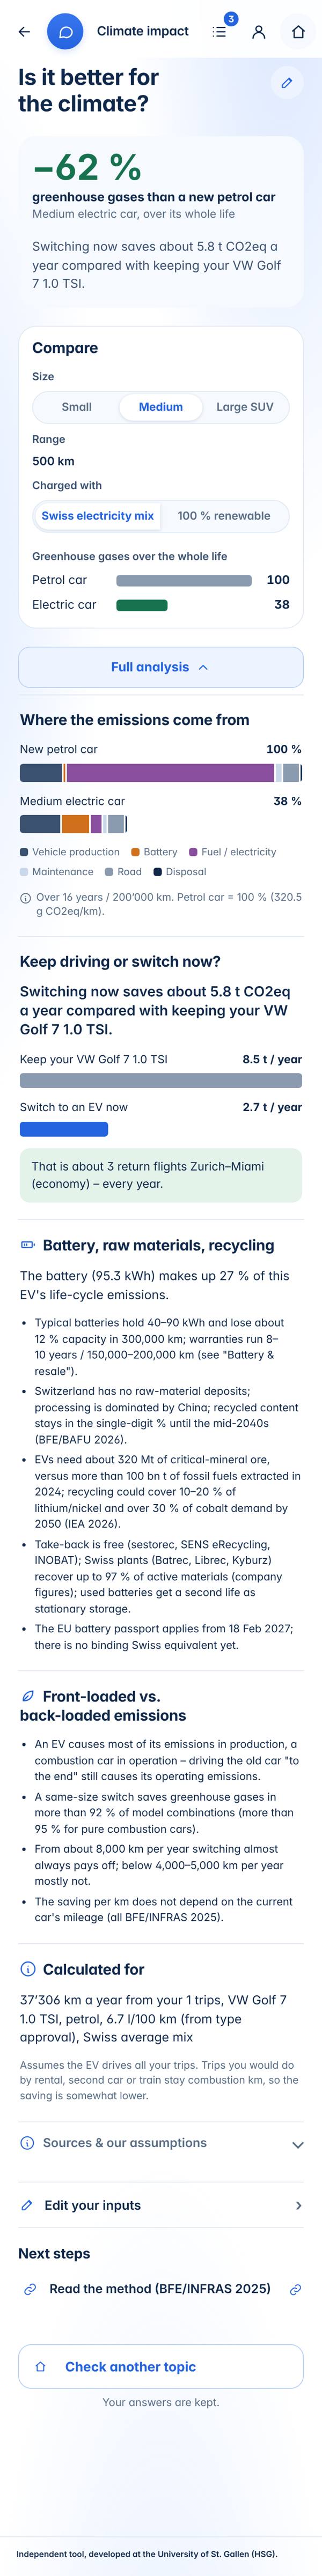 Climate impact
3
Is it better for
the climate?
−62 %
greenhouse gases than a new petrol car
Medium electric car, over its whole life
Switching now saves about 5.8 t CO2eq a
year compared with keeping your VW Golf
7 1.0 TSI.
Compare
Size
Small Medium Large SUV
Range
500 km
Charged with
Swiss electricity mix 100 % renewable
Greenhouse gases over the whole life
Petrol car 100
Electric car 38
Full analysis
Where the emissions come from
New petrol car 100 %
Medium electric car 38 %
Vehicle production Battery Fuel / electricity
Maintenance Road Disposal
Over 16 years / 200’000 km. Petrol car = 100 % (320.5
g CO2eq/km).
Keep driving or switch now?
Switching now saves about 5.8 t CO2eq
a year compared with keeping your VW
Golf 7 1.0 TSI.
Keep your VW Golf 7 1.0 TSI 8.5 t / year
Switch to an EV now 2.7 t / year
That is about 3 return flights Zurich–Miami
(economy) – every year.
Battery, raw materials, recycling
The battery (95.3 kWh) makes up 27 % of this
EV's life-cycle emissions.
• Typical batteries hold 40–90 kWh and lose about
12 % capacity in 300,000 km; warranties run 8–
10 years / 150,000–200,000 km (see "Battery &
resale").
• Switzerland has no raw-material deposits;
processing is dominated by China; recycled content
stays in the single-digit % until the mid-2040s
(BFE/BAFU 2026).
• EVs need about 320 Mt of critical-mineral ore,
versus more than 100 bn t of fossil fuels extracted in
2024; recycling could cover 10–20 % of
lithium/nickel and over 30 % of cobalt demand by
2050 (IEA 2026).
• Take-back is free (sestorec, SENS eRecycling,
INOBAT); Swiss plants (Batrec, Librec, Kyburz)
recover up to 97 % of active materials (company
figures); used batteries get a second life as
stationary storage.
• The EU battery passport applies from 18 Feb 2027;
there is no binding Swiss equivalent yet.
Front-loaded vs.
back-loaded emissions
• An EV causes most of its emissions in production, a
combustion car in operation – driving the old car "to
the end" still causes its operating emissions.
• A same-size switch saves greenhouse gases in
more than 92 % of model combinations (more than
95 % for pure combustion cars).
• From about 8,000 km per year switching almost
always pays off; below 4,000–5,000 km per year
mostly not.
• The saving per km does not depend on the current
car's mileage (all BFE/INFRAS 2025).
Calculated for
37’306 km a year from your 1 trips, VW Golf 7
1.0 TSI, petrol, 6.7 l/100 km (from type
approval), Swiss average mix
Assumes the EV drives all your trips. Trips you would do
by rental, second car or train stay combustion km, so the
saving is somewhat lower.
Sources & our assumptions
Edit your inputs
Next steps
Read the method (BFE/INFRAS 2025)
Check another topic
Your answers are kept.
Independent tool, developed at the University of St. Gallen (HSG).